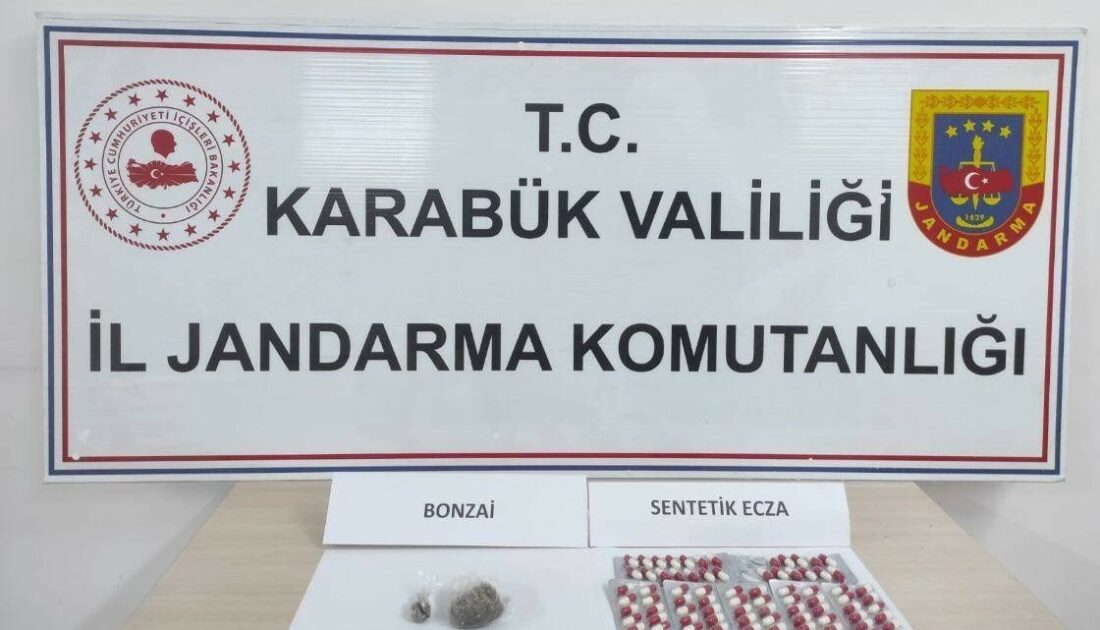 T.C.
KARABÜK VALİLİĞİ
İL JANDARMA KOMUTANLIĞI
TÜRKİYE CUMHURİYETİ İÇİŞLERİ BAKANLIĞI
1839
JANDARMA
BONZAİ
SENTETİK ECZA